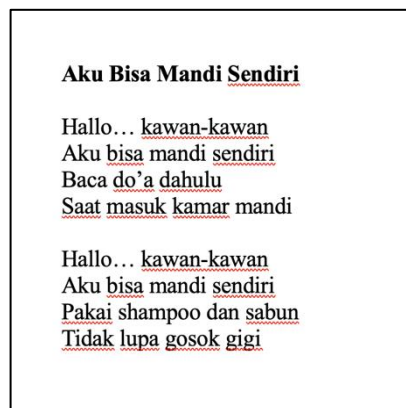 Aku Bisa Mandi Sendiri
Hallo… kawan-kawan
Aku bisa mandi sendiri
Baca do’a dahulu
Saat masuk kamar mandi
Hallo… kawan-kawan
Aku bisa mandi sendiri
Pakai shampoo dan sabun
Tidak lupa gosok gigi